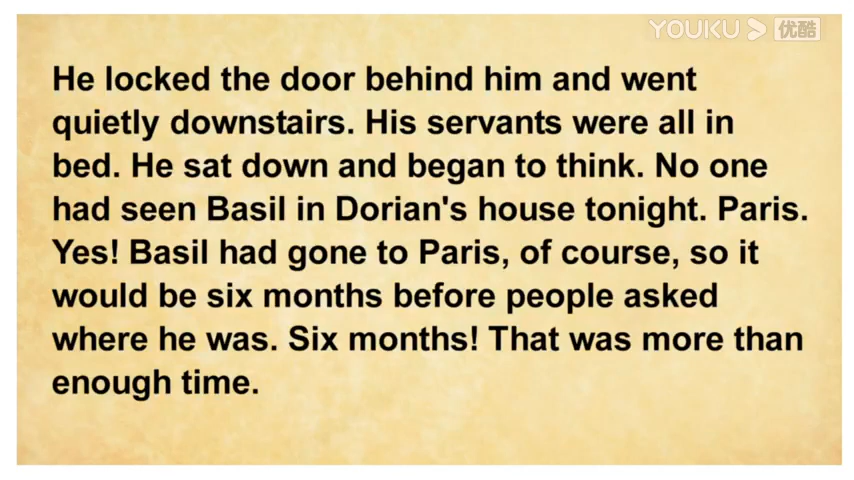 YOUKU 优酷
He locked the door behind him and went
quietly downstairs. His servants were all in
bed. He sat down and began to think. No one
had seen Basil in Dorian's house tonight. Paris.
Yes! Basil had gone to Paris, of course, so it
would be six months before people asked
where he was. Six months! That was more than
enough time.